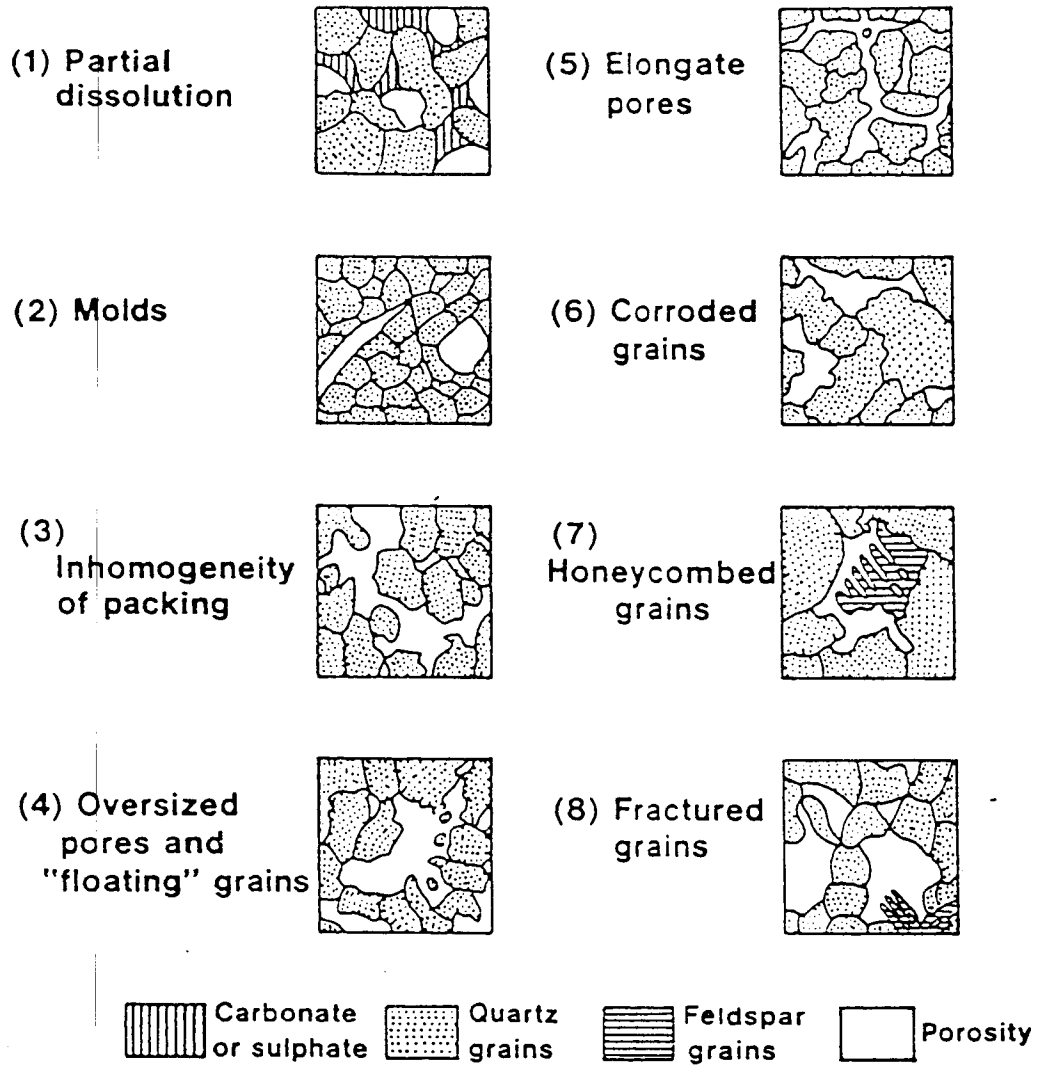 (1) Partial
dissolution
(2) Molds
(3)
Inhomogeneity
of packing
(4) Oversized
pores and
"floating" grains
(5) Elongate
pores
(6) Corroded
grains
(7)
Honeycombed
grains
(8) Fractured
grains
Carbonate
or sulphate
Quartz
grains
Feldspar
grains
Porosity